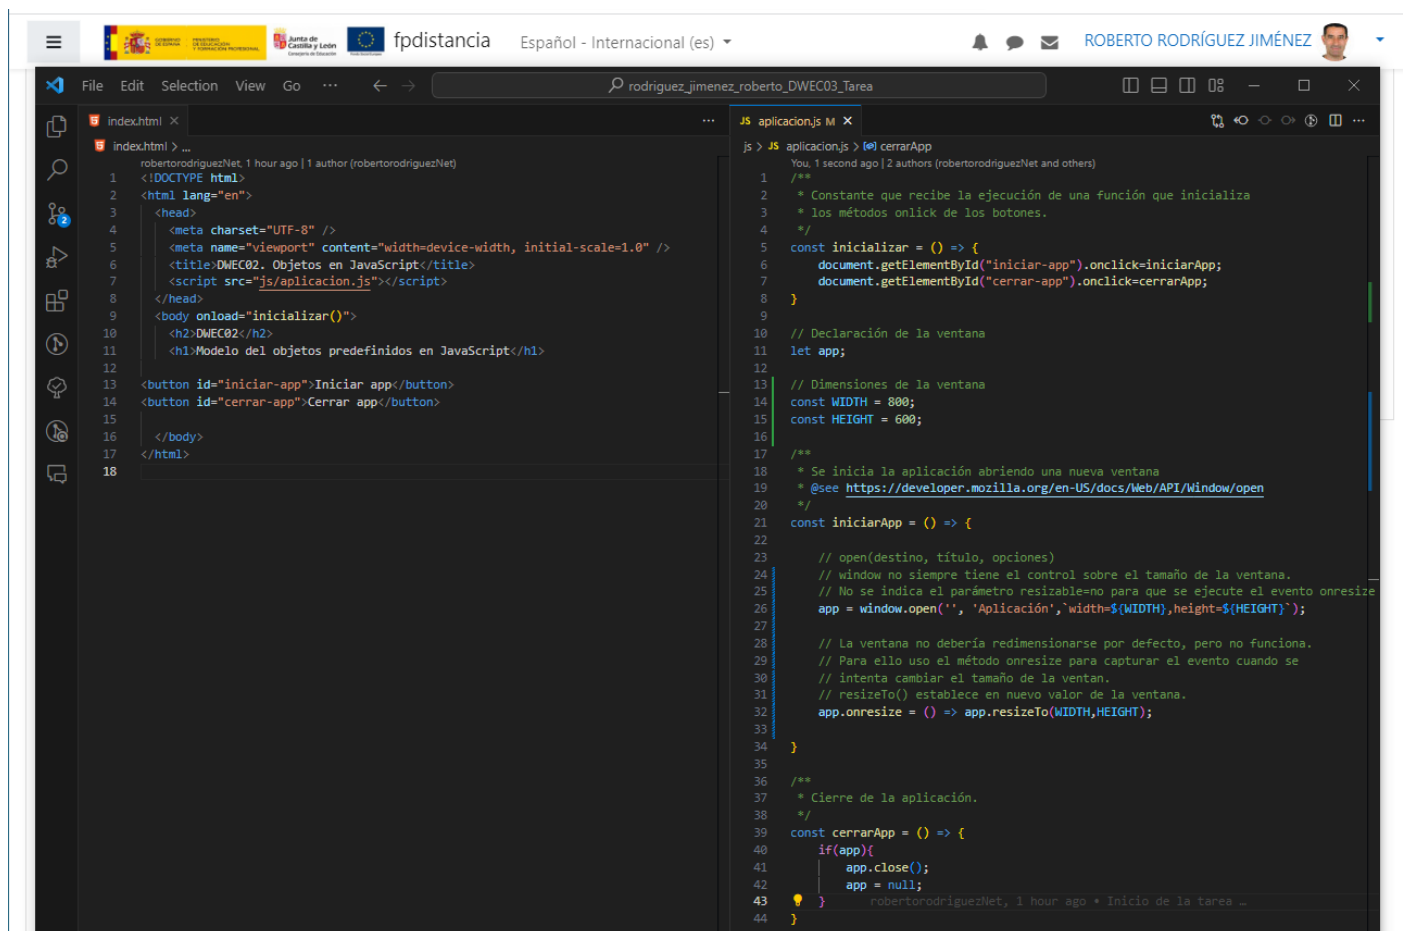 GOBIERNO DE ESPAÑA
MINISTERIO DE EDUCACIÓN Y FORMACIÓN PROFESIONAL
Junta de Castilla y León
Consejería de Educación
fpdistancia
Español - Internacional (es)
ROBERTO RODRÍGUEZ JIMÉNEZ
File Edit Selection View Go ···
rodriguez_jimenez_roberto_DWEC03_Tarea
index.html
index.html > ...
robertorodriguezNet, 1 hour ago | 1 author (robertorodriguezNet)
1 <!DOCTYPE html>
2 <html lang="en">
3 <head>
4 <meta charset="UTF-8" />
5 <meta name="viewport" content="width=device-width, initial-scale=1.0" />
6 <title>DWEC02. Objetos en JavaScript</title>
7 <script src="js/aplicacion.js"></script>
8 </head>
9 <body onload="inicializar()">
10 <h2>DWEC02</h2>
11 <h1>Modelo del objetos predefinidos en JavaScript</h1>
12
13 <button id="iniciar-app">Iniciar app</button>
14 <button id="cerrar-app">Cerrar app</button>
15
16 </body>
17 </html>
18
2
JS aplicacion.js M
js > JS aplicacion.js > cerrarApp
You, 1 second ago | 2 authors (robertorodriguezNet and others)
1 /**
2 * Constante que recibe la ejecución de una función que inicializa
3 * los métodos onlick de los botones.
4 */
5 const inicializar = () => {
6 document.getElementById("iniciar-app").onclick=iniciarApp;
7 document.getElementById("cerrar-app").onclick=cerrarApp;
8 }
9
10 // Declaración de la ventana
11 let app;
12
13 // Dimensiones de la ventana
14 const WIDTH = 800;
15 const HEIGHT = 600;
16
17 /**
18 * Se inicia la aplicación abriendo una nueva ventana
19 * @see https://developer.mozilla.org/en-US/docs/Web/API/Window/open
20 */
21 const iniciarApp = () => {
22
23 // open(destino, título, opciones)
24 // window no siempre tiene el control sobre el tamaño de la ventana.
25 // No se indica el parámetro resizable=no para que se ejecute el evento onresize
26 app = window.open('', 'Aplicación',`width=${WIDTH},height=${HEIGHT}`);
27
28 // La ventana no debería redimensionarse por defecto, pero no funciona.
29 // Para ello uso el método onresize para capturar el evento cuando se
30 // intenta cambiar el tamaño de la ventan.
31 // resizeTo() establece en nuevo valor de la ventana.
32 app.onresize = () => app.resizeTo(WIDTH,HEIGHT);
33
34 }
35
36 /**
37 * Cierre de la aplicación.
38 */
39 const cerrarApp = () => {
40 if(app){
41 app.close();
42 app = null;
43 } robertorodriguezNet, 1 hour ago • Inicio de la tarea …
44 }